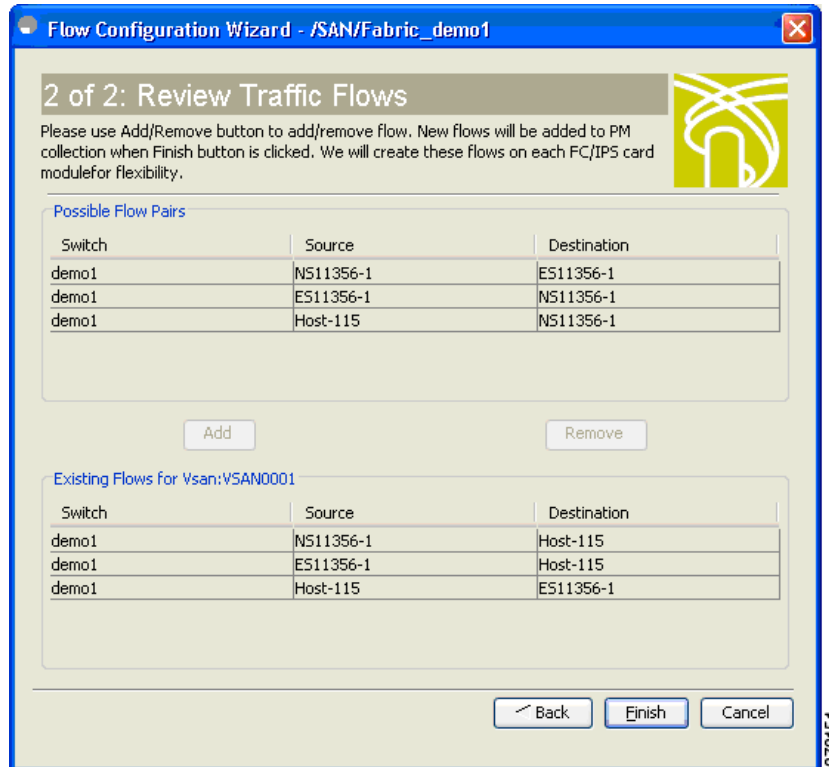 Flow Configuration Wizard - /SAN/Fabric_demo1
2 of 2: Review Traffic Flows
Please use Add/Remove button to add/remove flow. New flows will be added to PM
collection when Finish button is clicked. We will create these flows on each FC/IPS card
modulefor flexibility.
Possible Flow Pairs
Switch Source Destination
demo1 NS11356-1 ES11356-1
demo1 ES11356-1 NS11356-1
demo1 Host-115 NS11356-1
Add Remove
Existing Flows for Vsan:VSAN0001
Switch Source Destination
demo1 NS11356-1 Host-115
demo1 ES11356-1 Host-115
demo1 Host-115 ES11356-1
Back Finish Cancel